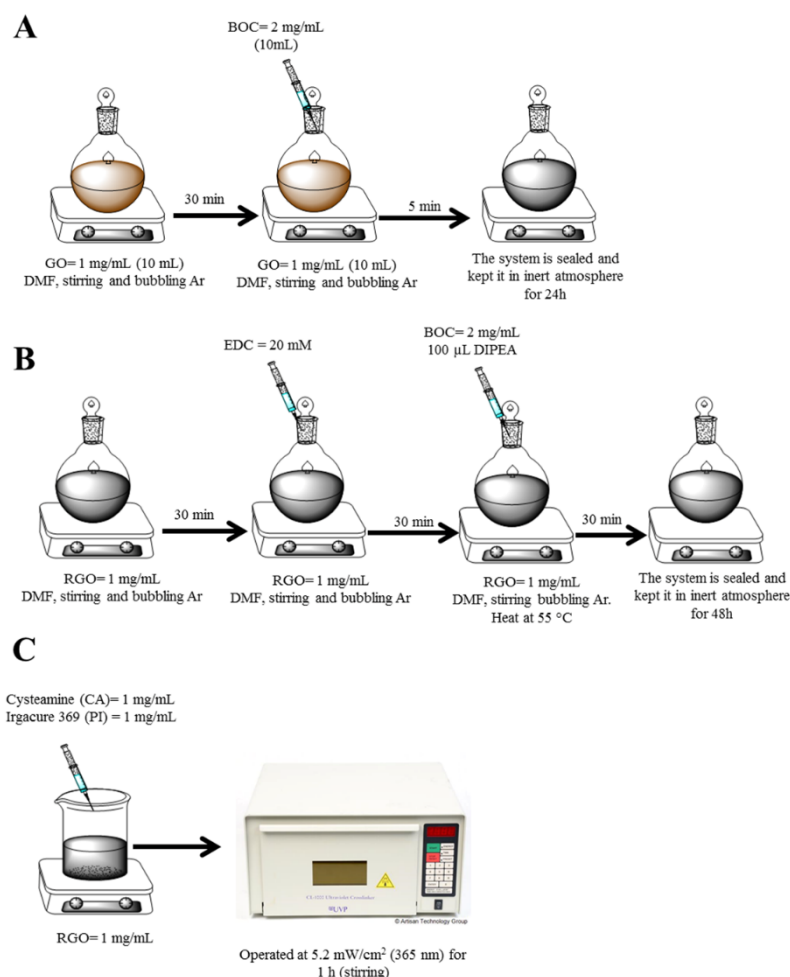 A
BOC= 2 mg/mL
(10mL)
30 min
5 min
GO= 1 mg/mL (10 mL)
DMF, stirring and bubbling Ar
GO= 1 mg/mL (10 mL)
DMF, stirring and bubbling Ar
The system is sealed and
kept it in inert atmosphere
for 24h
B
EDC = 20 mM
BOC= 2 mg/mL
100 µL DIPEA
30 min
30 min
30 min
RGO= 1 mg/mL
DMF, stirring and bubbling Ar
RGO= 1 mg/mL
DMF, stirring and bubbling Ar
RGO= 1 mg/mL
DMF, stirring bubbling Ar.
Heat at 55 °C
The system is sealed and
kept it in inert atmosphere
for 48h
C
Cysteamine (CA)= 1 mg/mL
Irgacure 369 (PI) = 1 mg/mL
UVP
© Artisan Technology Group
RGO= 1 mg/mL
Operated at 5.2 mW/cm² (365 nm) for
1 h (stirring)